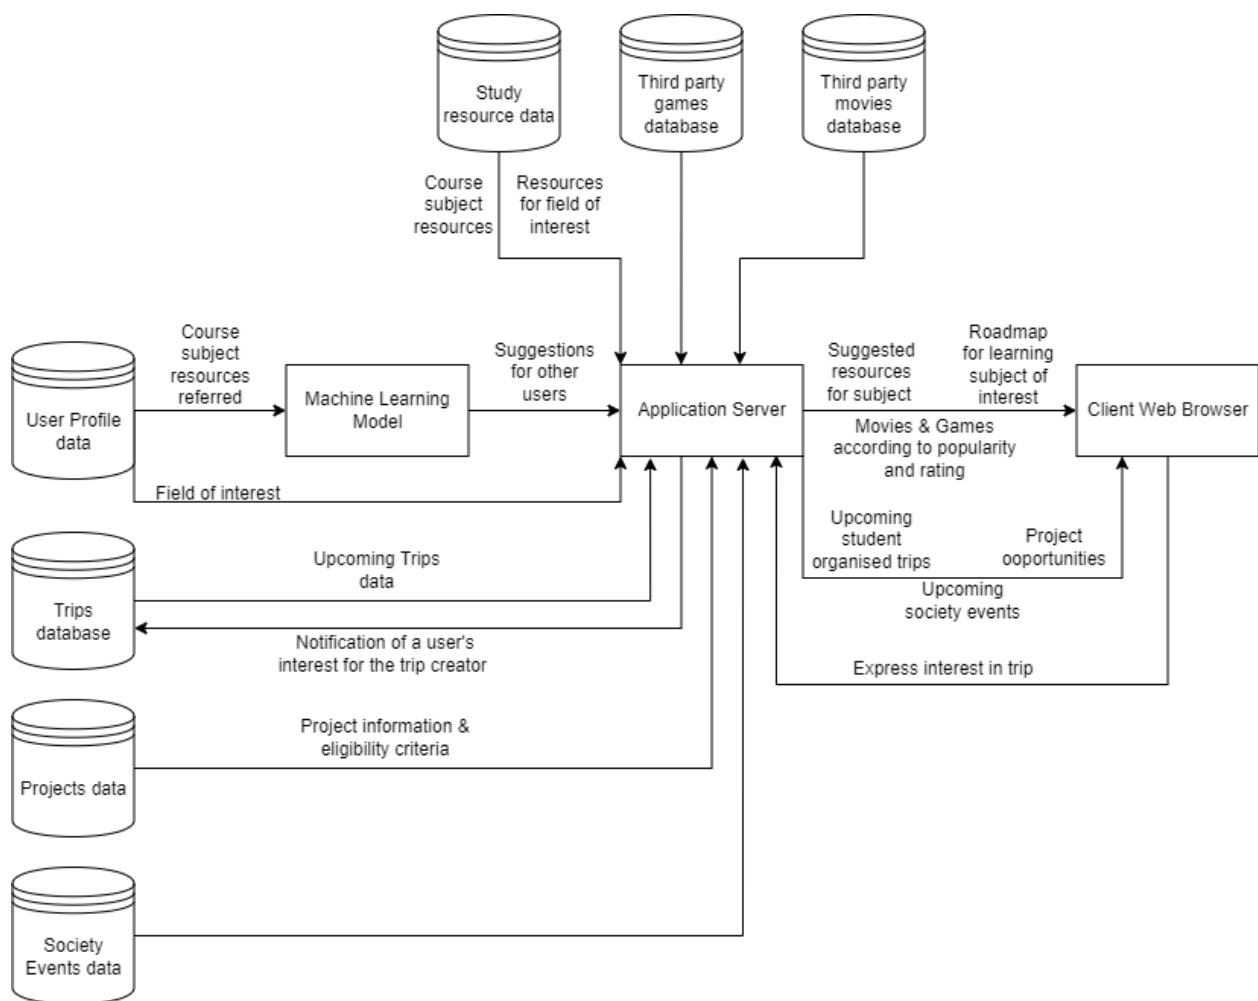 Study
resource data
Third party
games
database
Third party
movies
database
Course
subject
resources
Resources
for field of
interest
Course
subject
resources
referred
Suggestions
for other
users
Suggested
resources
for subject
Roadmap
for learning
subject of
interest
User Profile
data
Machine Learning
Model
Application Server
Client Web Browser
Movies & Games
according to popularity
and rating
Field of interest
Upcoming
student
organised trips
Project
ooportunities
Upcoming
society events
Upcoming Trips
data
Trips
database
Notification of a user's
interest for the trip creator
Express interest in trip
Project information &
eligibility criteria
Projects data
Society
Events data